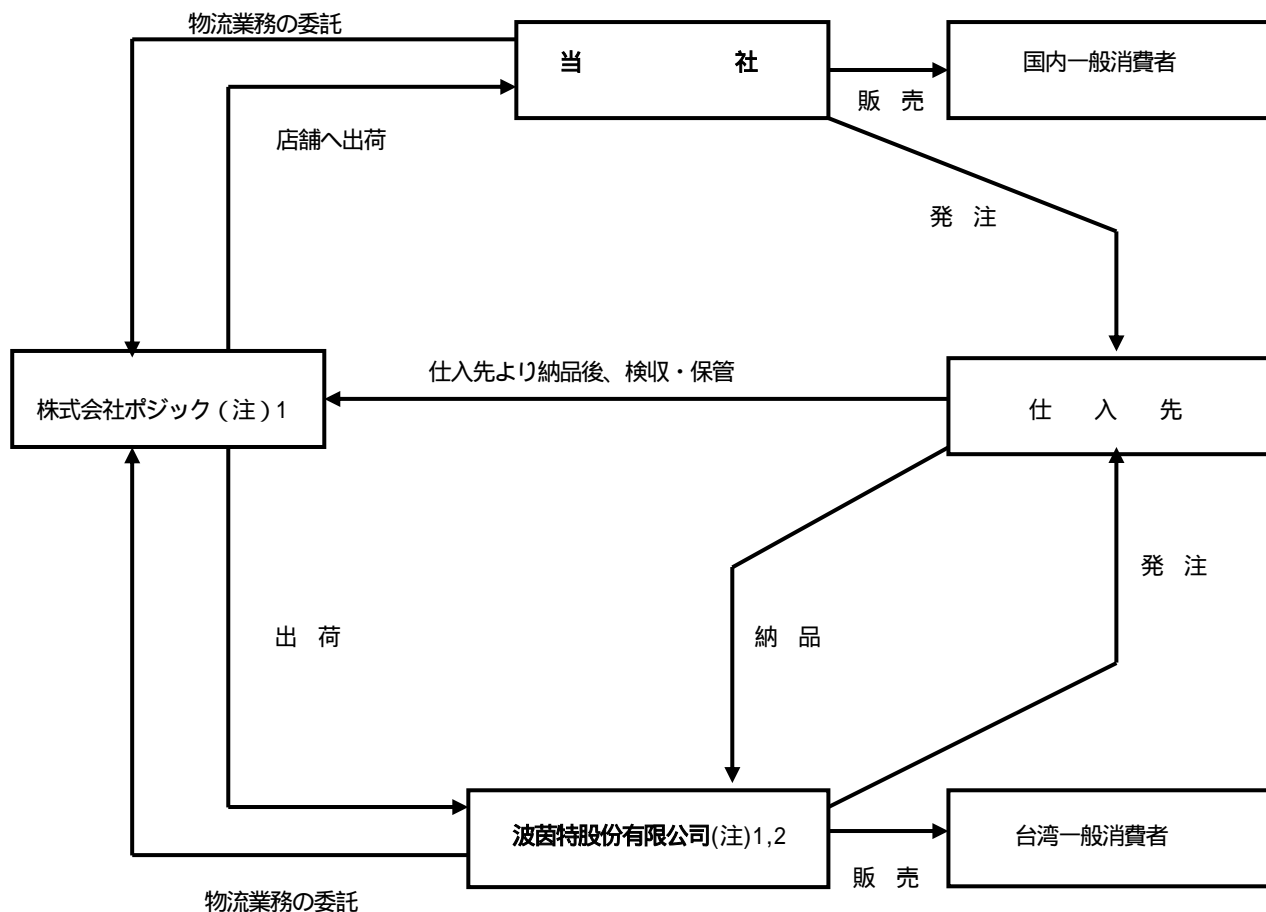 物流業務の委託
当 社
国内一般消費者
販 売
店舗へ出荷
発 注
仕入先より納品後、検収・保管
株式会社ポジック(注)1
仕 入 先
発 注
出 荷
納 品
波茵特股份有限公司(注)1,2
台湾一般消費者
販 売
物流業務の委託